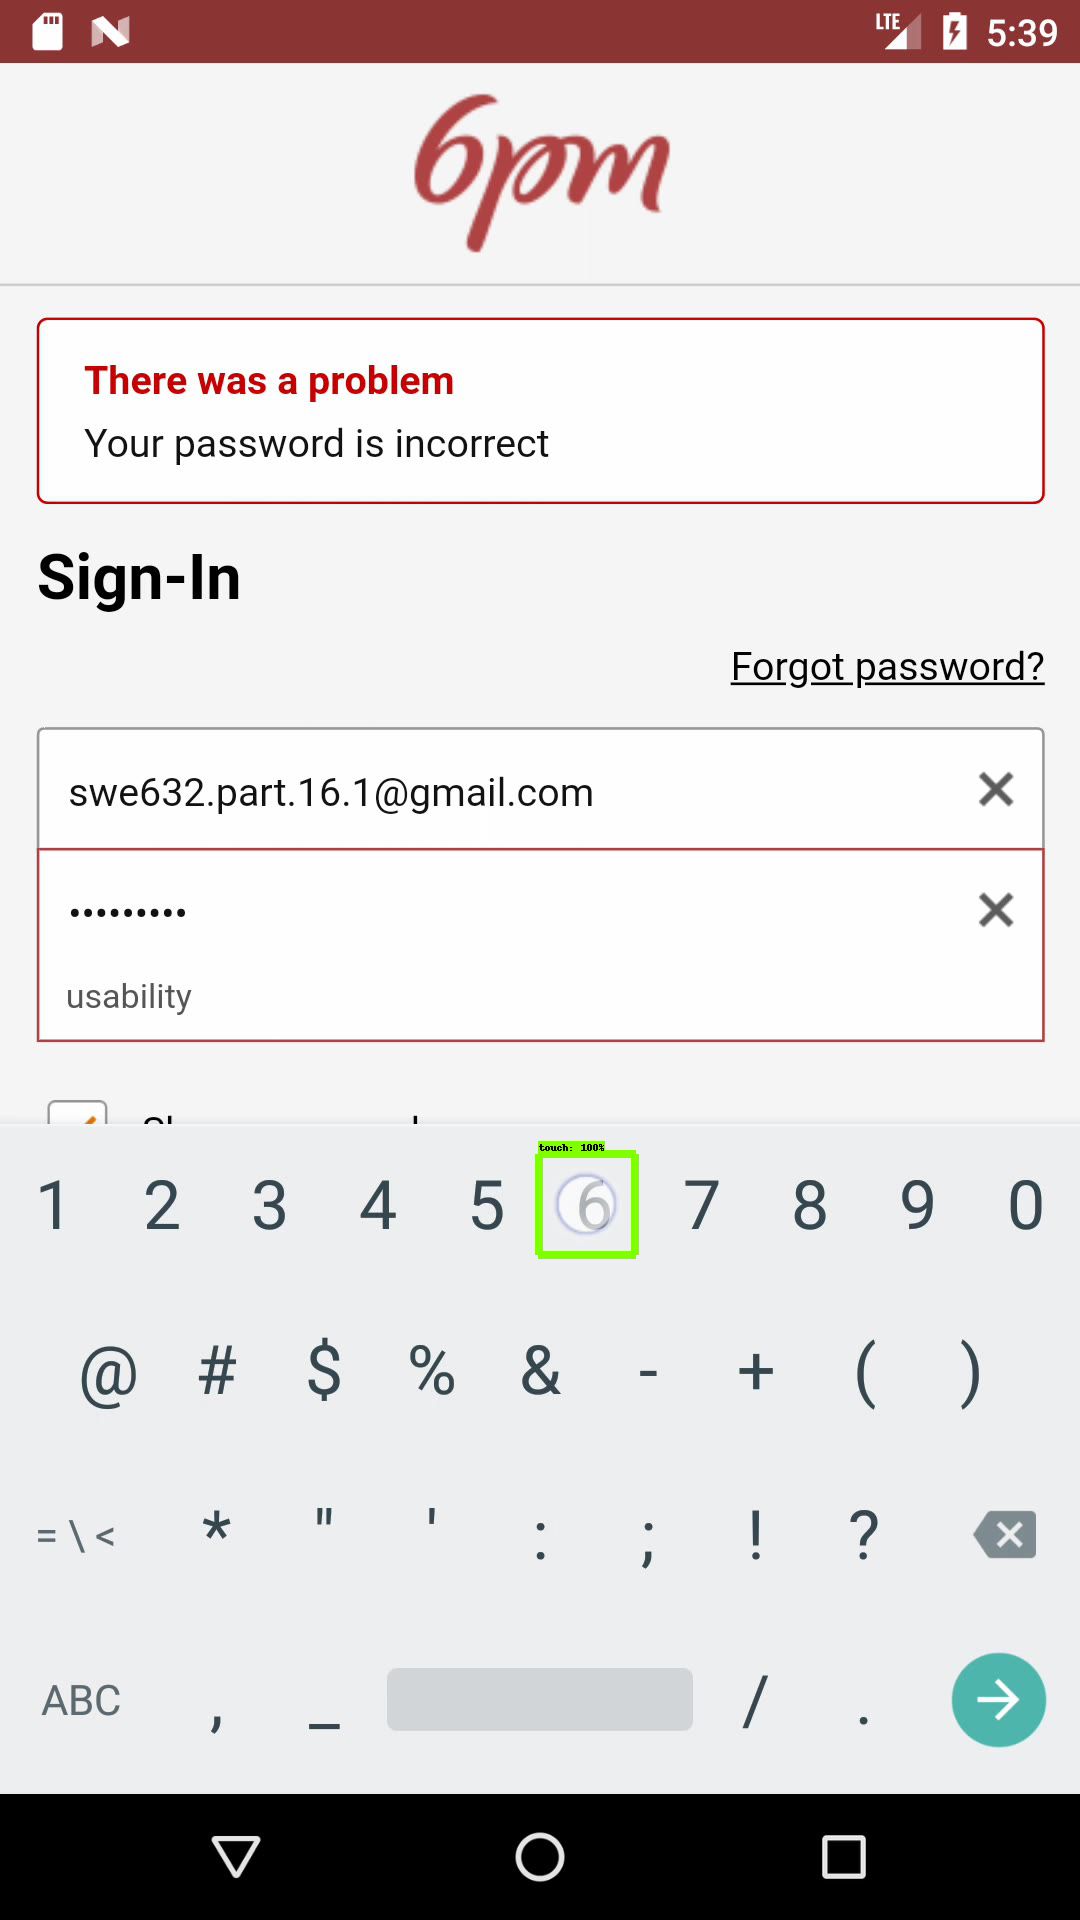 LTE 5:39
6pm
There was a problem
Your password is incorrect
Sign-In
Forgot password?
swe632.part.16.1@gmail.com
•••••••••
usability
touch: 100%
1 2 3 4 5 6 7 8 9 0
@ # $ % & - + ( )
= \ < * " ' : ; ! ?
ABC , _ / .